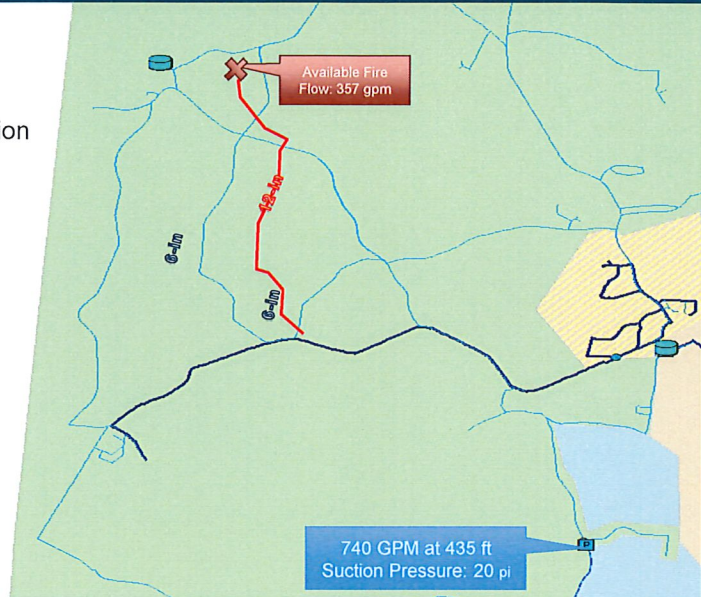 ion
Available Fire
Flow: 357 gpm
12-in
6-in
6-in
740 GPM at 435 ft
Suction Pressure: 20 pi
P